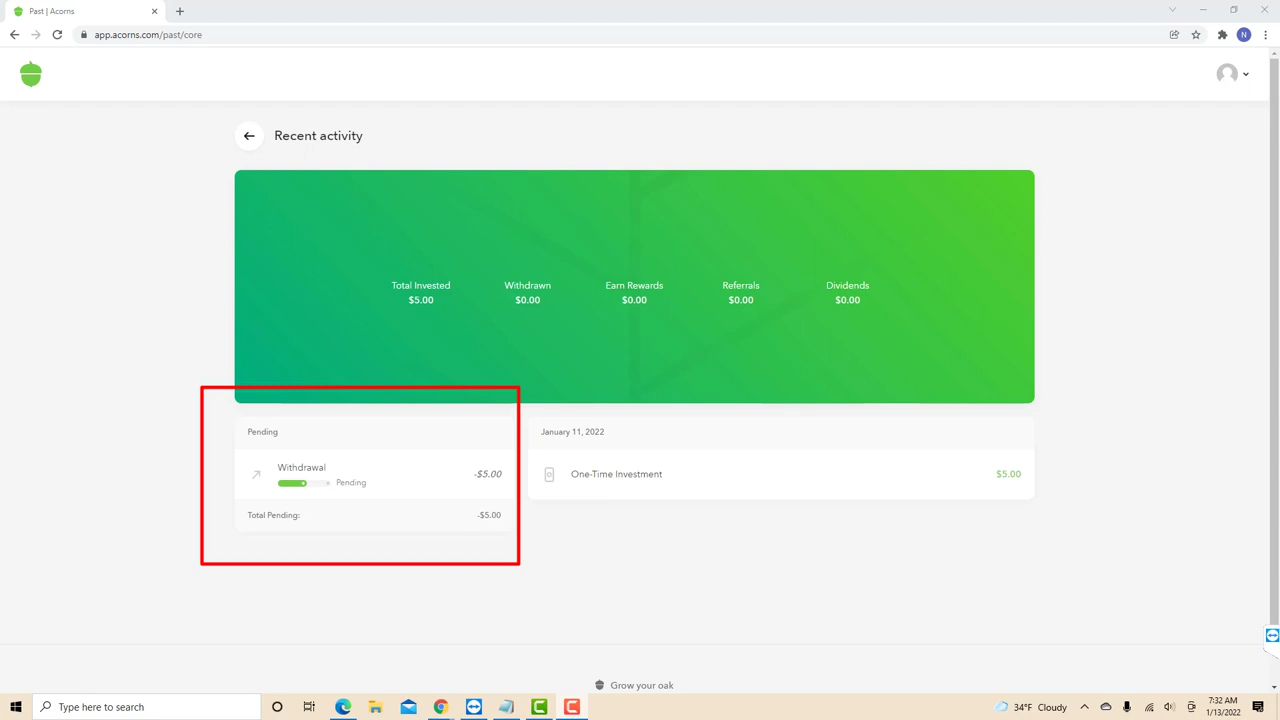 Past | Acorns
app.acorns.com/past/core
N
Recent activity
Total Invested
$5.00
Withdrawn
$0.00
Earn Rewards
$0.00
Referrals
$0.00
Dividends
$0.00
Pending
Withdrawal
Pending
-$5.00
Total Pending:
-$5.00
January 11, 2022
One-Time Investment
$5.00
Grow your oak
Type here to search
34°F Cloudy
7:32 AM
1/13/2022